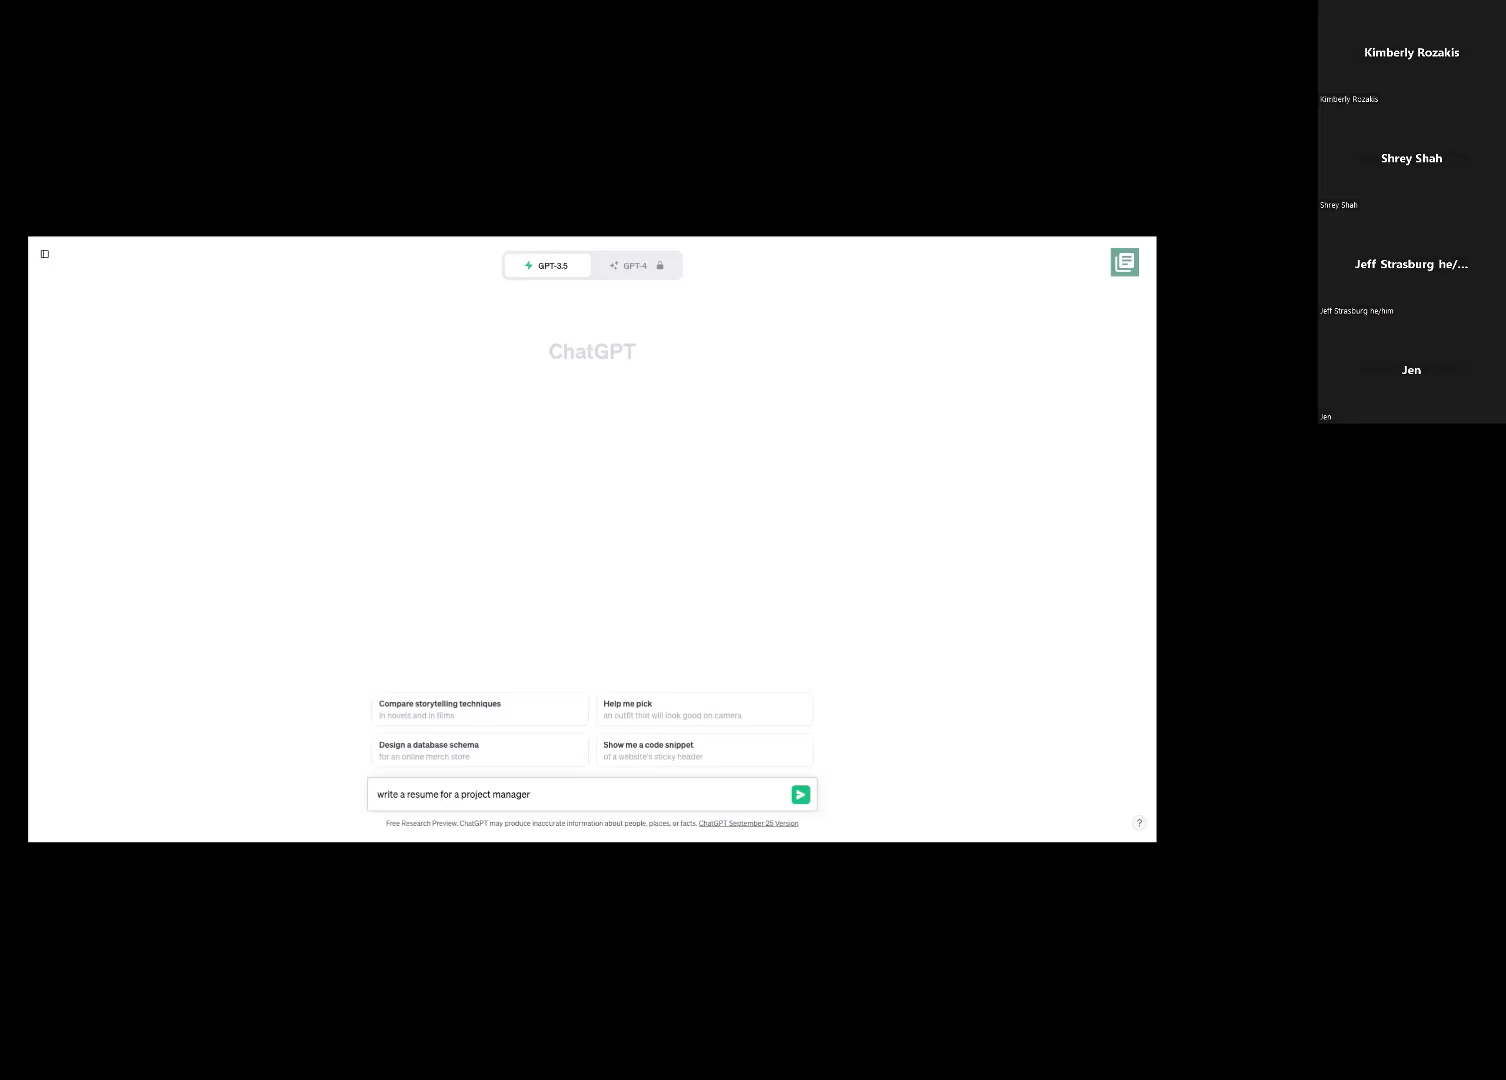 GPT-3.5
GPT-4
ChatGPT
Compare storytelling techniques
in novels and in films
Help me pick
an outfit that will look good on camera
Design a database schema
for an online merch store
Show me a code snippet
of a website's sticky header
write a resume for a project manager
Free Research Preview. ChatGPT may produce inaccurate information about people, places, or facts. ChatGPT September 25 Version
?
Kimberly Rozakis
Kimberly Rozakis
Shrey Shah
Shrey Shah
Jeff Strasburg he/...
Jeff Strasburg he/him
Jen
Jen